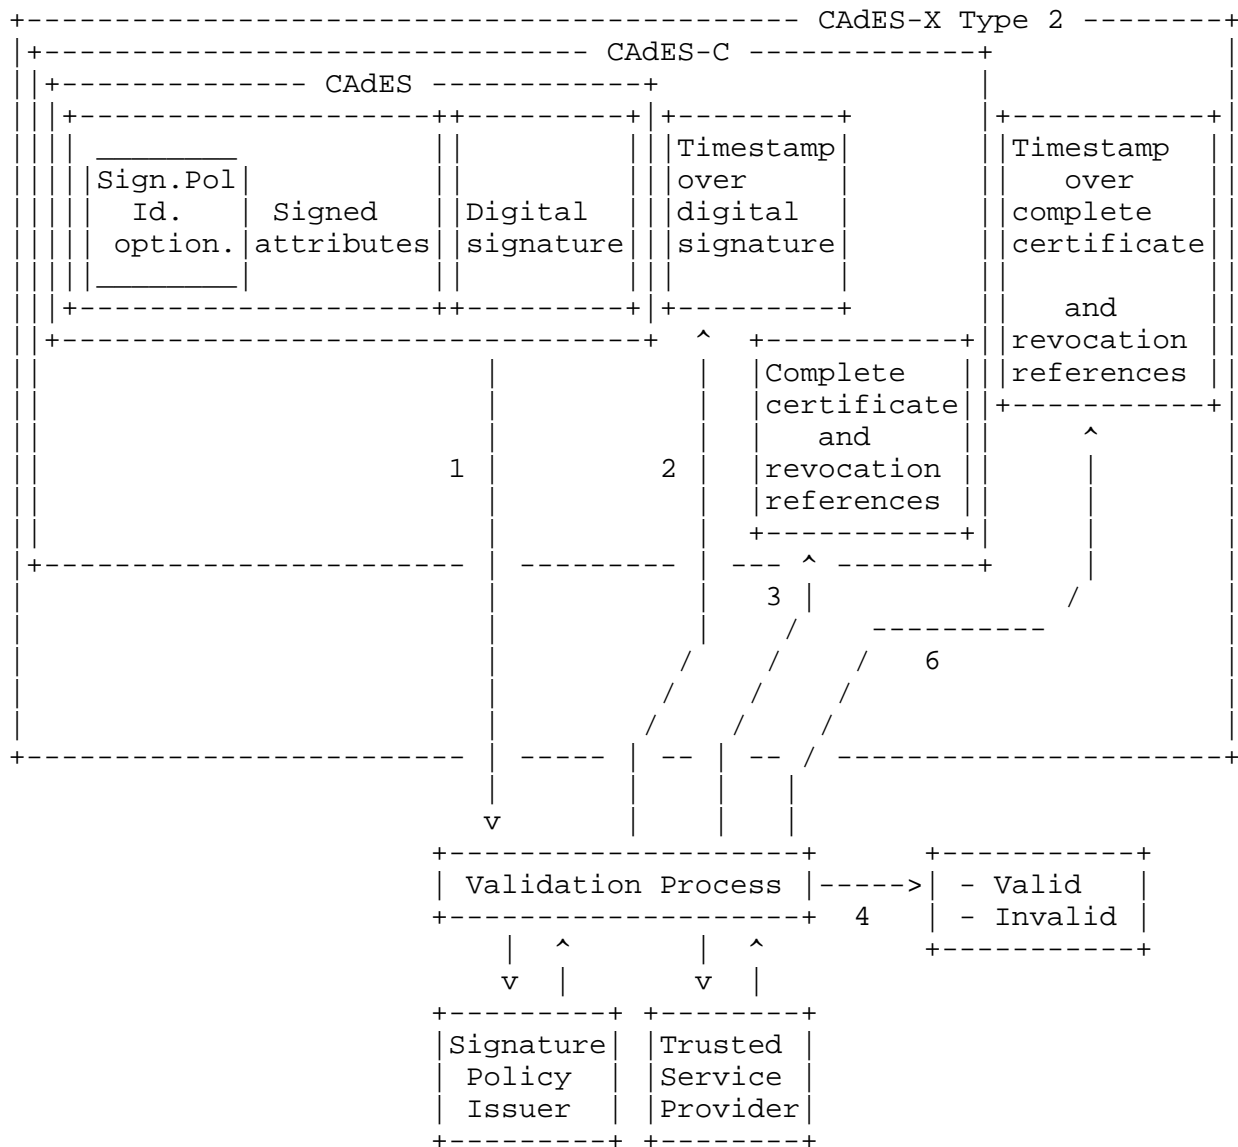 CAdES-X Type 2
CAdES-C
CAdES
Timestamp Timestamp
Sign.Pol over over
Id. Signed Digital digital complete
option. attributes signature signature certificate
and
revocation
Complete references
certificate
and
1 2 revocation
references
3
6
Validation Process - Valid
4 - Invalid
Signature Trusted
Policy Service
Issuer Provider